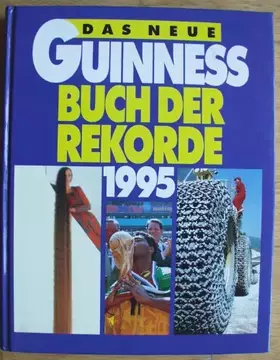 DAS NEUE
GUINNESS
BUCH DER
REKORDE
1995